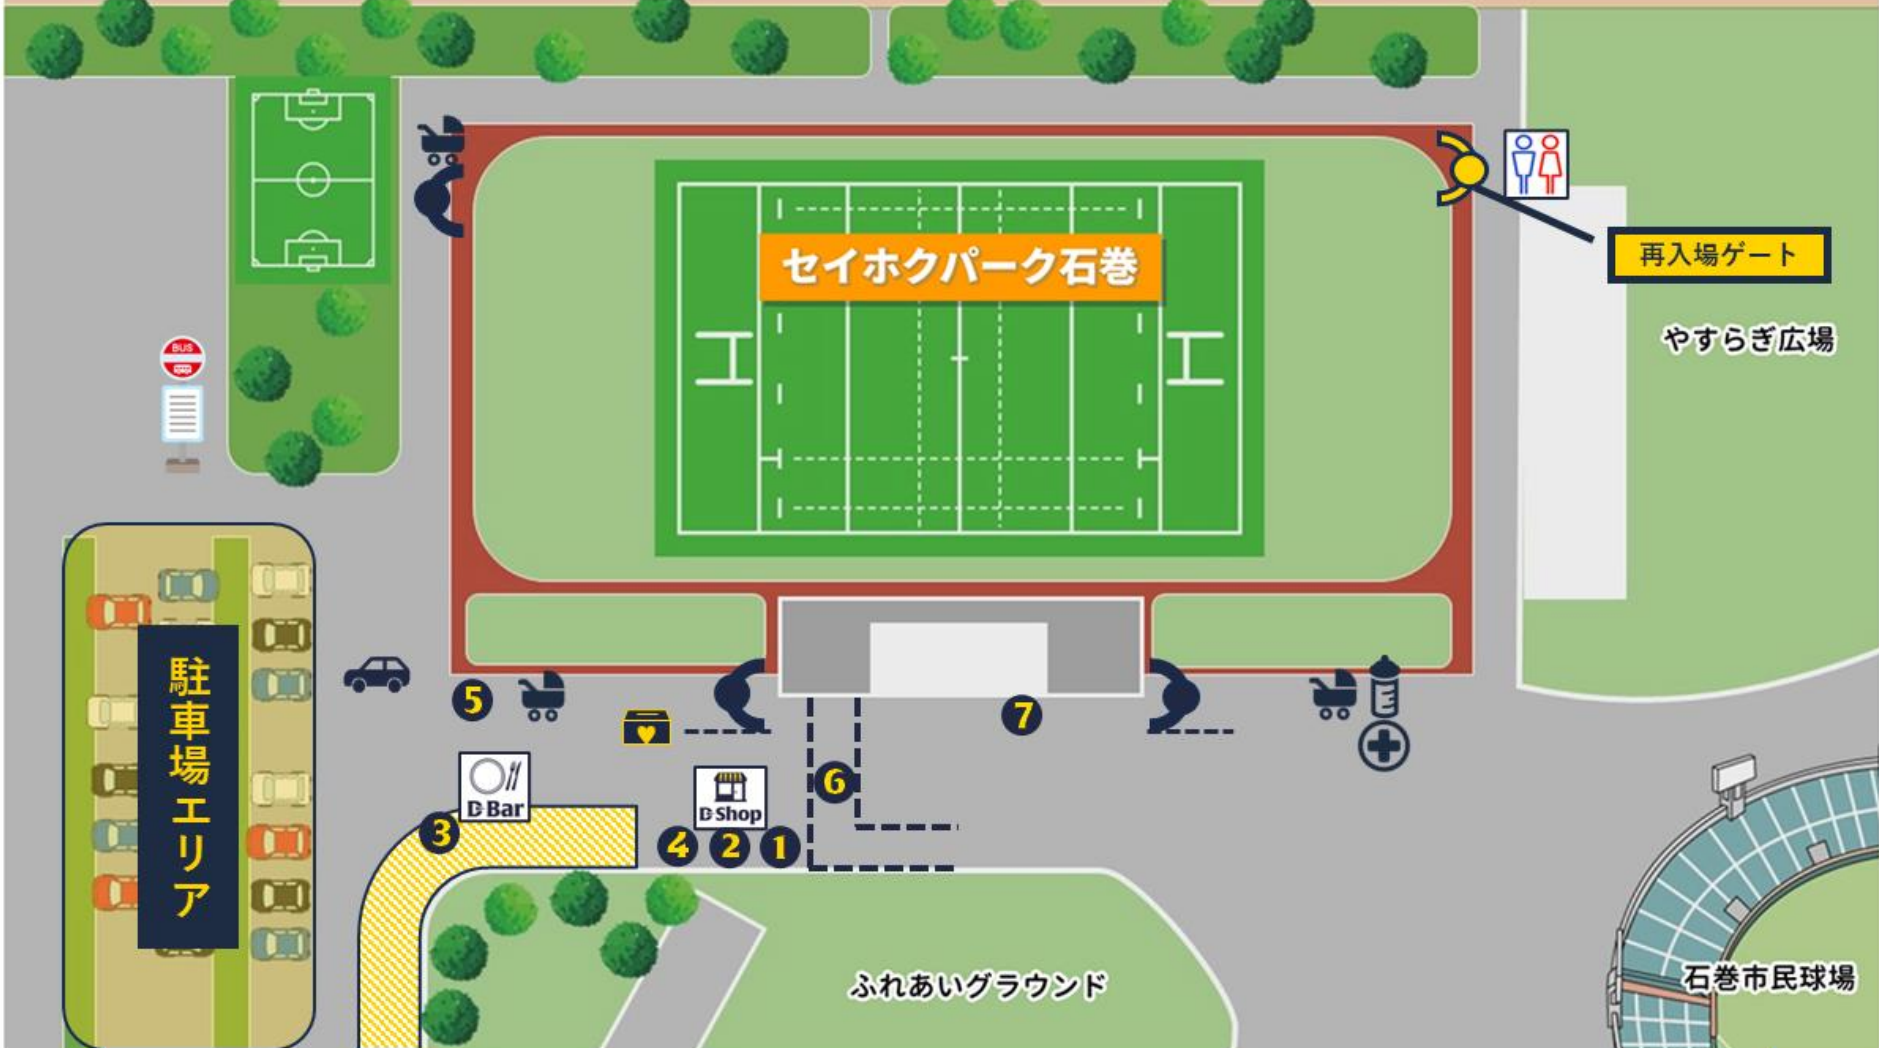 セイホクパーク石巻
再入場ゲート
やすらぎ広場
BUS
駐車場エリア
5
7
6
D-Bar
D-Shop
3
4
2
1
ふれあいグラウンド
石巻市民球場